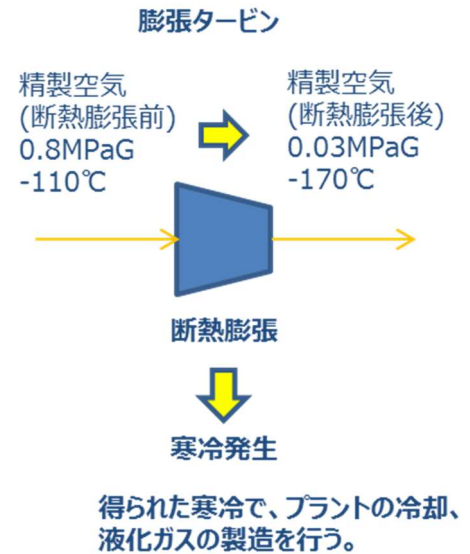 膨張タービン
精製空気
(断熱膨張前)
0.8MPaG
-110℃
精製空気
(断熱膨張後)
0.03MPaG
-170℃
断熱膨張
寒冷発生
得られた寒冷で、プラントの冷却、
液化ガスの製造を行う。